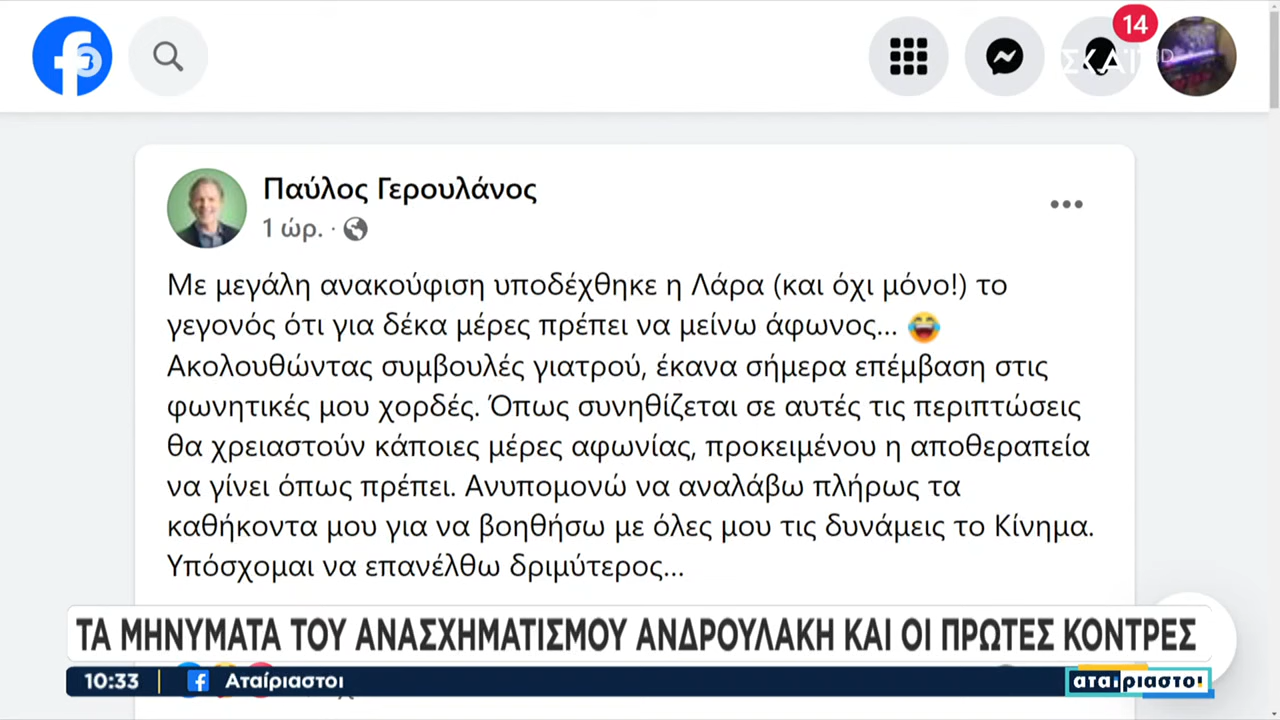 14
ΣΚΑΪ HD
Παύλος Γερουλάνος
1 ώρ. ·
Με μεγάλη ανακούφιση υποδέχθηκε η Λάρα (και όχι μόνο!) το
γεγονός ότι για δέκα μέρες πρέπει να μείνω άφωνος... 😂
Ακολουθώντας συμβουλές γιατρού, έκανα σήμερα επέμβαση στις
φωνητικές μου χορδές. Όπως συνηθίζεται σε αυτές τις περιπτώσεις
θα χρειαστούν κάποιες μέρες αφωνίας, προκειμένου η αποθεραπεία
να γίνει όπως πρέπει. Ανυπομονώ να αναλάβω πλήρως τα
καθήκοντα μου για να βοηθήσω με όλες μου τις δυνάμεις το Κίνημα.
Υπόσχομαι να επανέλθω δριμύτερος...
ΤΑ ΜΗΝΥΜΑΤΑ ΤΟΥ ΑΝΑΣΧΗΜΑΤΙΣΜΟΥ ΑΝΔΡΟΥΛΑΚΗ ΚΑΙ ΟΙ ΠΡΩΤΕΣ ΚΟΝΤΡΕΣ
10:33
Αταίριαστοι
αταίριαστοι